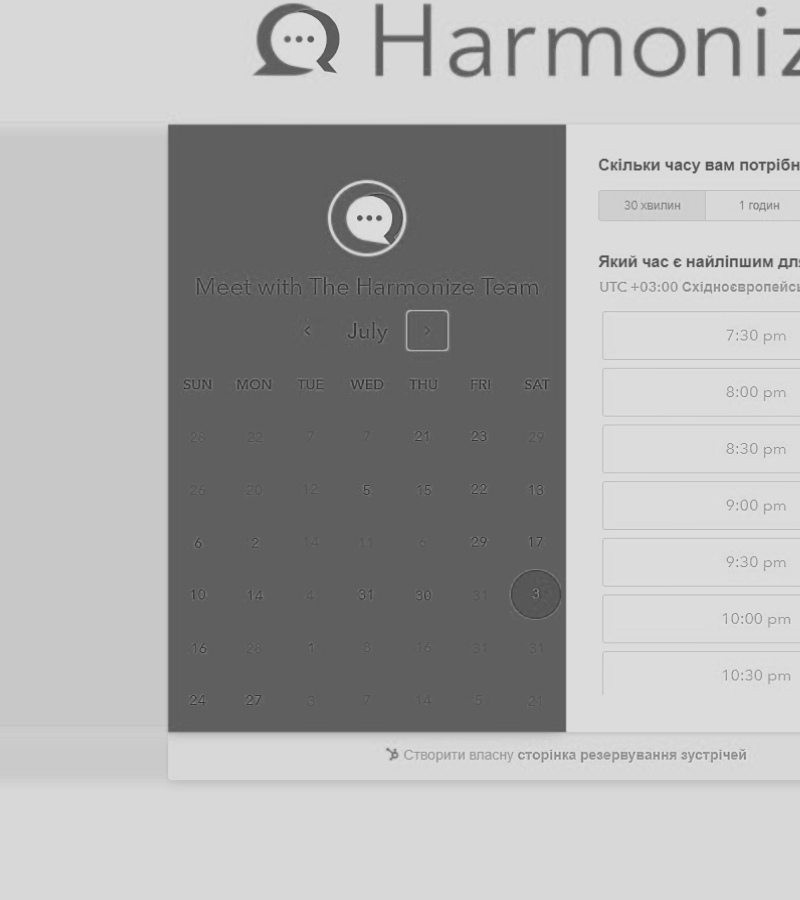 Harmoniz
Meet with The Harmonize Team
July
SUN MON TUE WED THU FRI SAT
28 22 7 7 21 23 29
26 20 12 5 15 22 13
6 2 14 11 6 29 17
10 14 4 31 30 31 3
16 28 1 8 16 31 31
24 27 3 7 14 5 21
Скільки часу вам потрібн
30 хвилин 1 годин
Який час є найліпшим для
UTC +03:00 Східноєвропейсь
7:30 pm
8:00 pm
8:30 pm
9:00 pm
9:30 pm
10:00 pm
10:30 pm
Створити власну сторінка резервування зустрічей